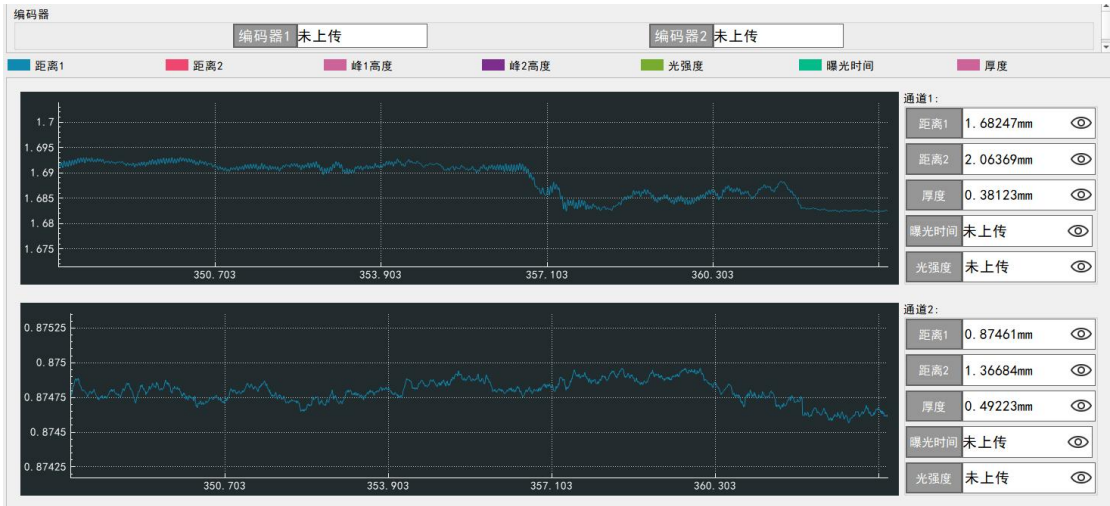 编码器
编码器1 未上传 编码器2 未上传
距离1 距离2 峰1高度 峰2高度 光强度 曝光时间 厚度
1.7
1.695
1.69
1.685
1.68
1.675
350.703 353.903 357.103 360.303
通道1:
距离1 1.68247mm
距离2 2.06369mm
厚度 0.38123mm
曝光时间 未上传
光强度 未上传
0.87525
0.875
0.87475
0.8745
0.87425
350.703 353.903 357.103 360.303
通道2:
距离1 0.87461mm
距离2 1.36684mm
厚度 0.49223mm
曝光时间 未上传
光强度 未上传